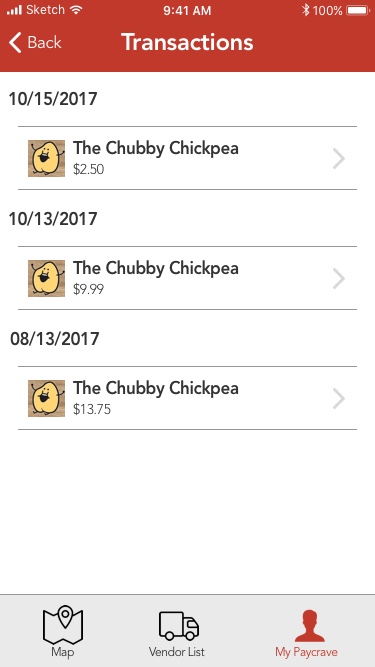 Sketch 9:41 AM 100%
Back Transactions
10/15/2017
The Chubby Chickpea
$2.50
10/13/2017
The Chubby Chickpea
$9.99
08/13/2017
The Chubby Chickpea
$13.75
Map Vendor List My Paycrave